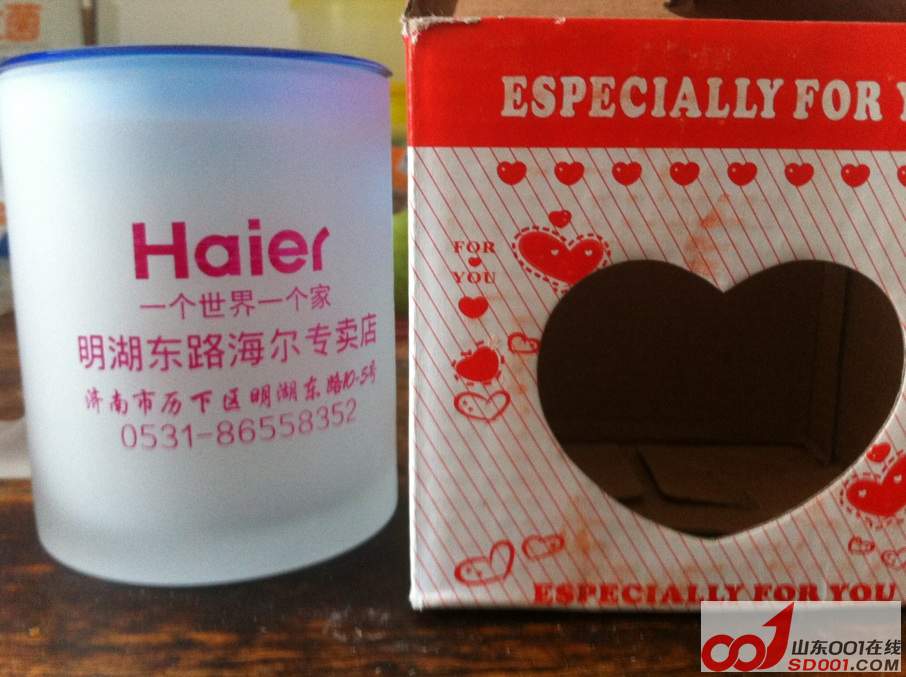 Haier
一个世界一个家
明湖东路海尔专卖店
济南市历下区明湖东路10-5号
0531-86558352
ESPECIALLY FOR
FOR
YOU
ESPECIALLY FOR YOU
山东001在线
SD001.COM